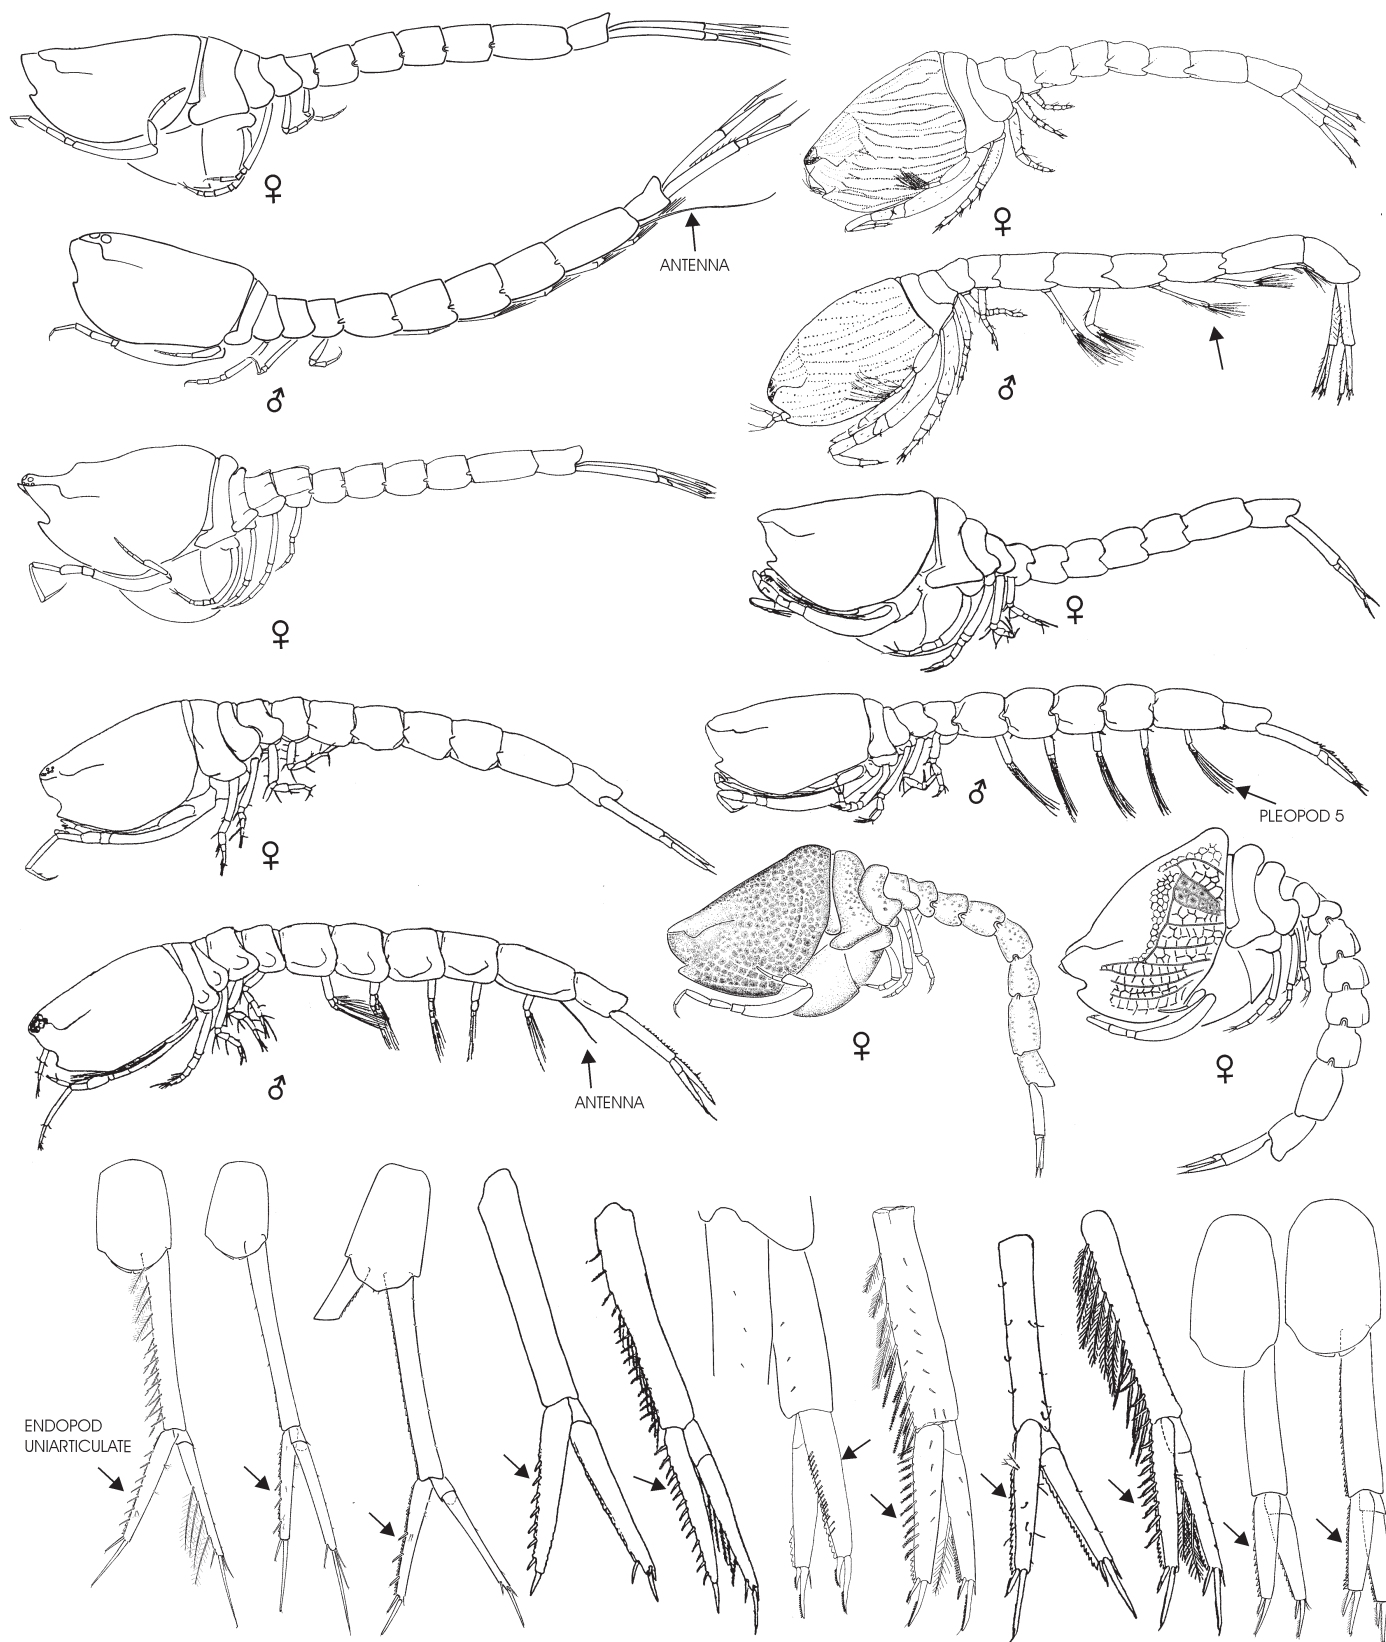 ♀
♀
ANTENNA
♂
♂
♀
♀
♂
PLEOPOD 5
♀
♀
♀
♂
ANTENNA
ENDOPOD
UNIARTICULATE